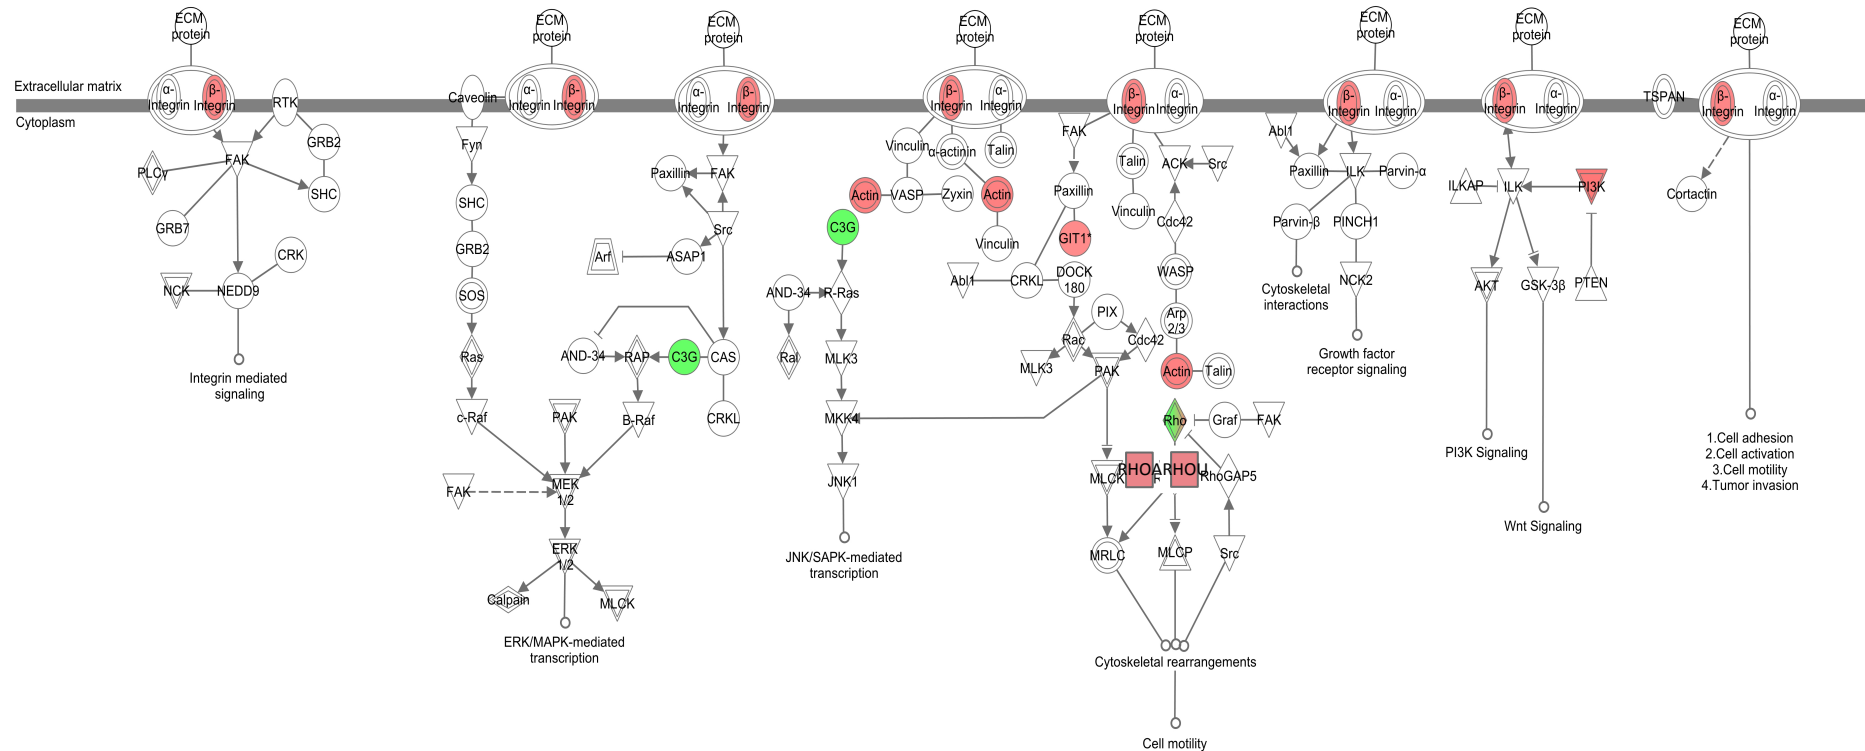 ECM
protein
ECM
protein
ECM
protein
ECM
protein
ECM
protein
ECM
protein
ECM
protein
ECM
protein
Extracellular matrix
Cytoplasm
α-
Integrin
β-
Integrin
RTK
Caveolin
α-
Integrin
β-
Integrin
α-
Integrin
β-
Integrin
β-
Integrin
α-
Integrin
β-
Integrin
α-
Integrin
β-
Integrin
α-
Integrin
β-
Integrin
α-
Integrin
TSPAN
β-
Integrin
α-
Integrin
GRB2
FAK
PLCγ
SHC
GRB7
CRK
NCK
NEDD9
Integrin mediated
signaling
Fyn
SHC
GRB2
SOS
Ras
c-Raf
PAK
B-Raf
FAK
MEK
1/2
ERK
1/2
Calpain
MLCK
ERK/MAPK-mediated
transcription
Paxillin
FAK
Src
Arf
ASAP1
AND-34
RAP
C3G
CAS
CRKL
Vinculin
α-actinin
Talin
Actin
VASP
Zyxin
Actin
Vinculin
C3G
AND-34
R-Ras
Ral
MLK3
MKK4
JNK1
JNK/SAPK-mediated
transcription
FAK
Paxillin
GIT1*
Abl1
CRKL
DOCK
180
PIX
Rac
Cdc42
MLK3
PAK
Talin
Vinculin
ACK
Src
Cdc42
WASP
Arp
2/3
Actin
Talin
Rho
Graf
FAK
MLCK
RHOA
RHOU
RhoGAP5
MRLC
MLCP
Src
Cytoskeletal rearrangements
Cell motility
Abl1
Paxillin
ILK
Parvin-α
Parvin-β
PINCH1
NCK2
Cytoskeletal
interactions
Growth factor
receptor signaling
ILKAP
ILK
PI3K
AKT
GSK-3β
PTEN
PI3K Signaling
Wnt Signaling
Cortactin
1.Cell adhesion
2.Cell activation
3.Cell motility
4.Tumor invasion